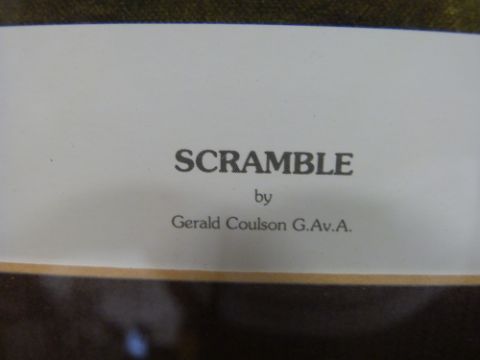 SCRAMBLE
by
Gerald Coulson G.Av.A.